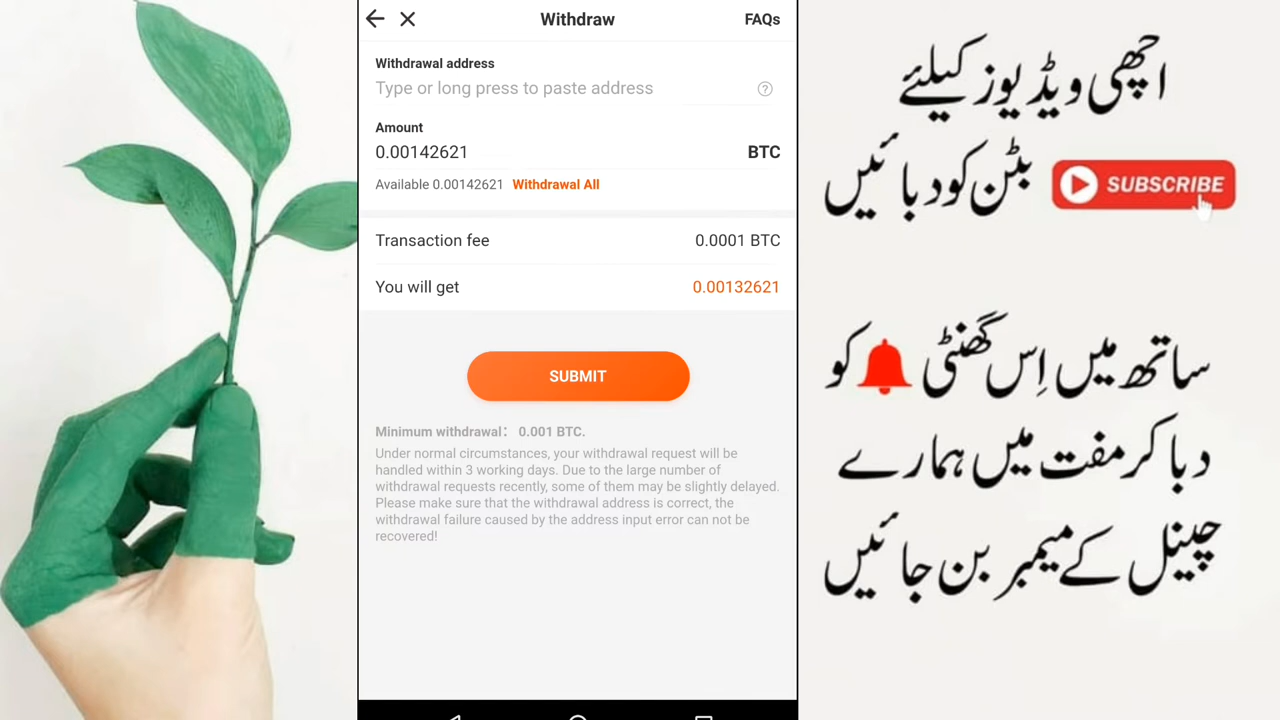 Withdraw
FAQs
Withdrawal address
Type or long press to paste address
?
Amount
0.00142621 BTC
Available 0.00142621 Withdrawal All
Transaction fee 0.0001 BTC
You will get 0.00132621
SUBMIT
Minimum withdrawal: 0.001 BTC.
Under normal circumstances, your withdrawal request will be
handled within 3 working days. Due to the large number of
withdrawal requests recently, some of them may be slightly delayed.
Please make sure that the withdrawal address is correct, the
withdrawal failure caused by the address input error can not be
recovered!
اچھی ویڈیوز کیلئے
SUBSCRIBE بٹن کو دبائیں
ساتھ میں اِس گھنٹی کو
دبا کر مفت میں ہمارے
چینل کے میمبر بن جائیں